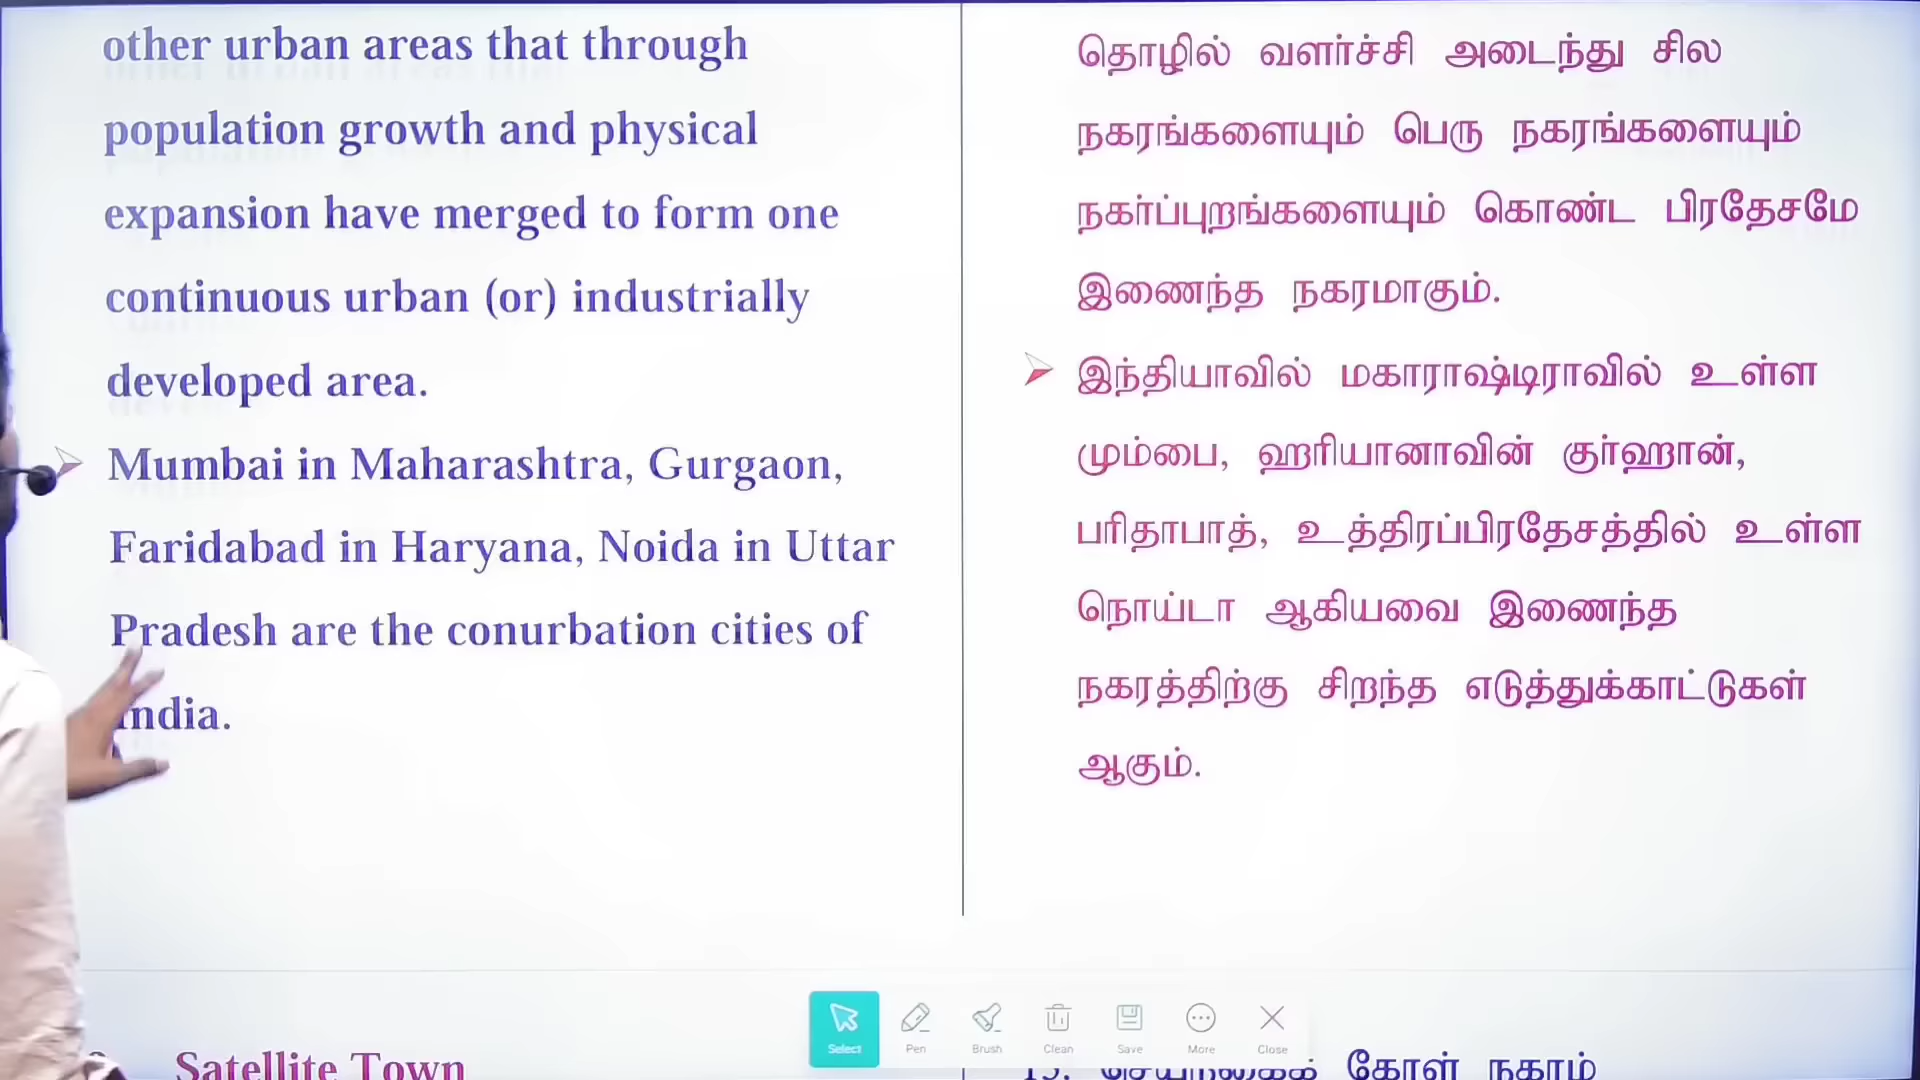 other urban areas that through
population growth and physical
expansion have merged to form one
continuous urban (or) industrially
developed area.
Mumbai in Maharashtra, Gurgaon,
Faridabad in Haryana, Noida in Uttar
Pradesh are the conurbation cities of
India.
Satellite Town
தொழில் வளர்ச்சி அடைந்து சில
நகரங்களையும் பெரு நகரங்களையும்
நகர்ப்புறங்களையும் கொண்ட பிரதேசமே
இணைந்த நகரமாகும்.
இந்தியாவில் மகாராஷ்டிராவில் உள்ள
மும்பை, ஹரியானாவின் குர்ஹான்,
பரிதாபாத், உத்திரப்பிரதேசத்தில் உள்ள
நொய்டா ஆகியவை இணைந்த
நகரத்திற்கு சிறந்த எடுத்துக்காட்டுகள்
ஆகும்.
கோள் நகரம்
Select Pen Brush Clean Save More Close